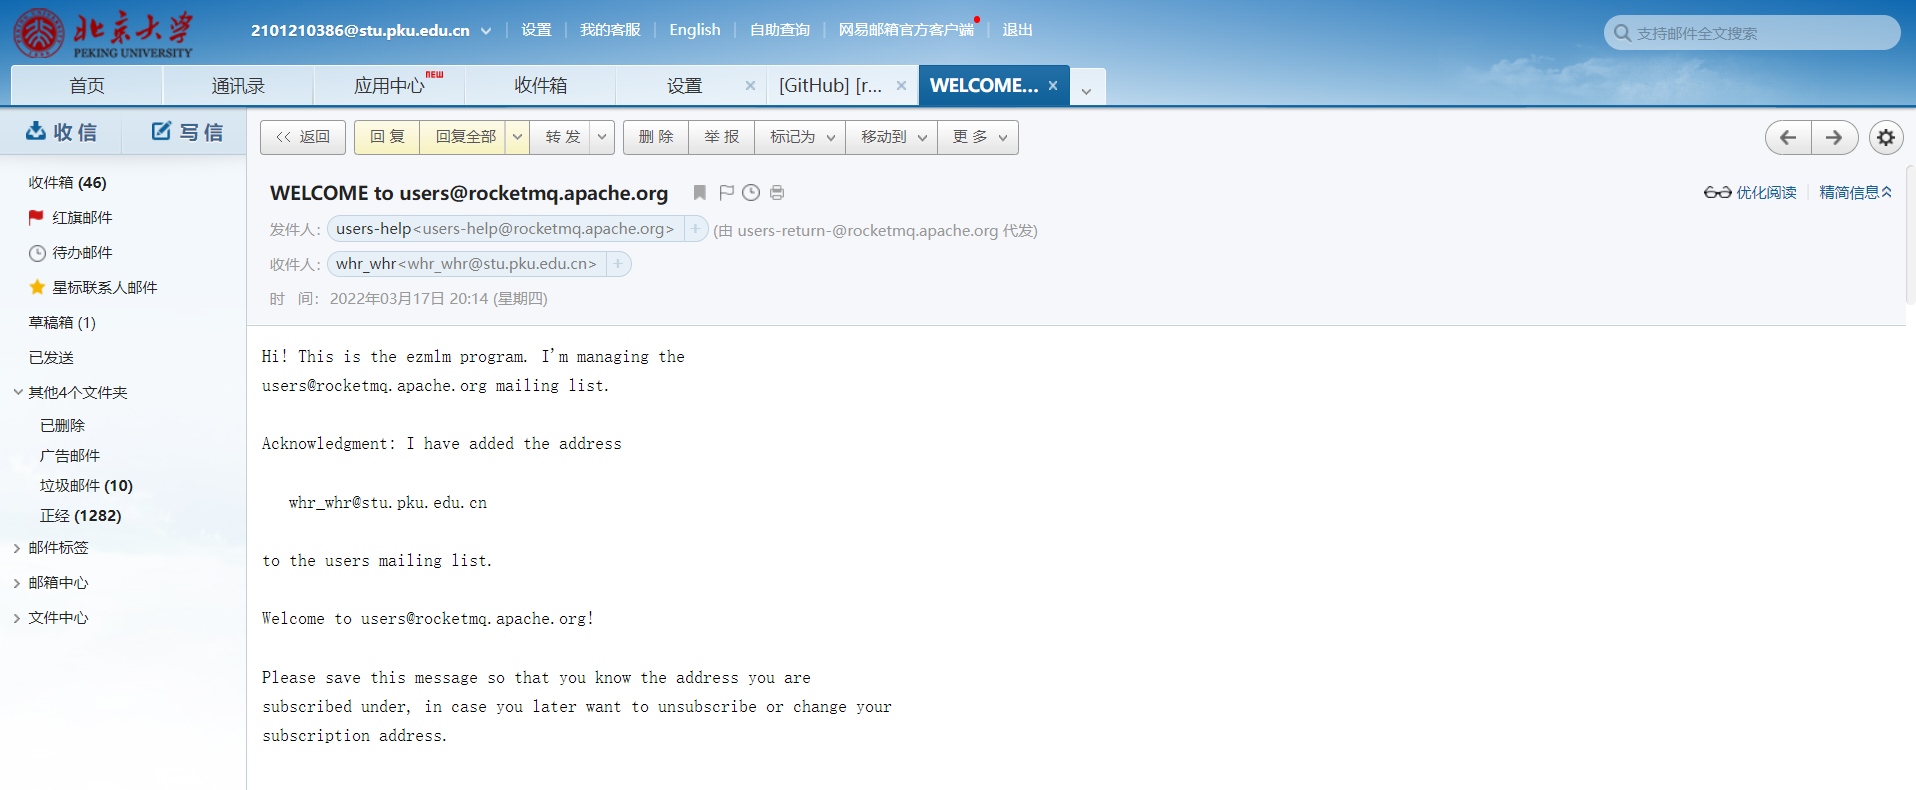 北京大学
PEKING UNIVERSITY
2101210386@stu.pku.edu.cn 设置 我的客服 English 自助查询 网易邮箱官方客户端 退出
支持邮件全文搜索
首页 通讯录 应用中心 NEW 收件箱 设置 × [GitHub] [r... × WELCOME... ×
收信 写信
<< 返回 回复 回复全部 转发 删除 举报 标记为 移动到 更多
收件箱 (46)
红旗邮件
待办邮件
星标联系人邮件
草稿箱 (1)
已发送
其他4个文件夹
已删除
广告邮件
垃圾邮件 (10)
正经 (1282)
邮件标签
邮箱中心
文件中心
WELCOME to users@rocketmq.apache.org
优化阅读 精简信息
发件人: users-help<users-help@rocketmq.apache.org> + (由 users-return-@rocketmq.apache.org 代发)
收件人: whr_whr<whr_whr@stu.pku.edu.cn> +
时 间: 2022年03月17日 20:14 (星期四)
Hi! This is the ezmlm program. I'm managing the
users@rocketmq.apache.org mailing list.
Acknowledgment: I have added the address
whr_whr@stu.pku.edu.cn
to the users mailing list.
Welcome to users@rocketmq.apache.org!
Please save this message so that you know the address you are
subscribed under, in case you later want to unsubscribe or change your
subscription address.